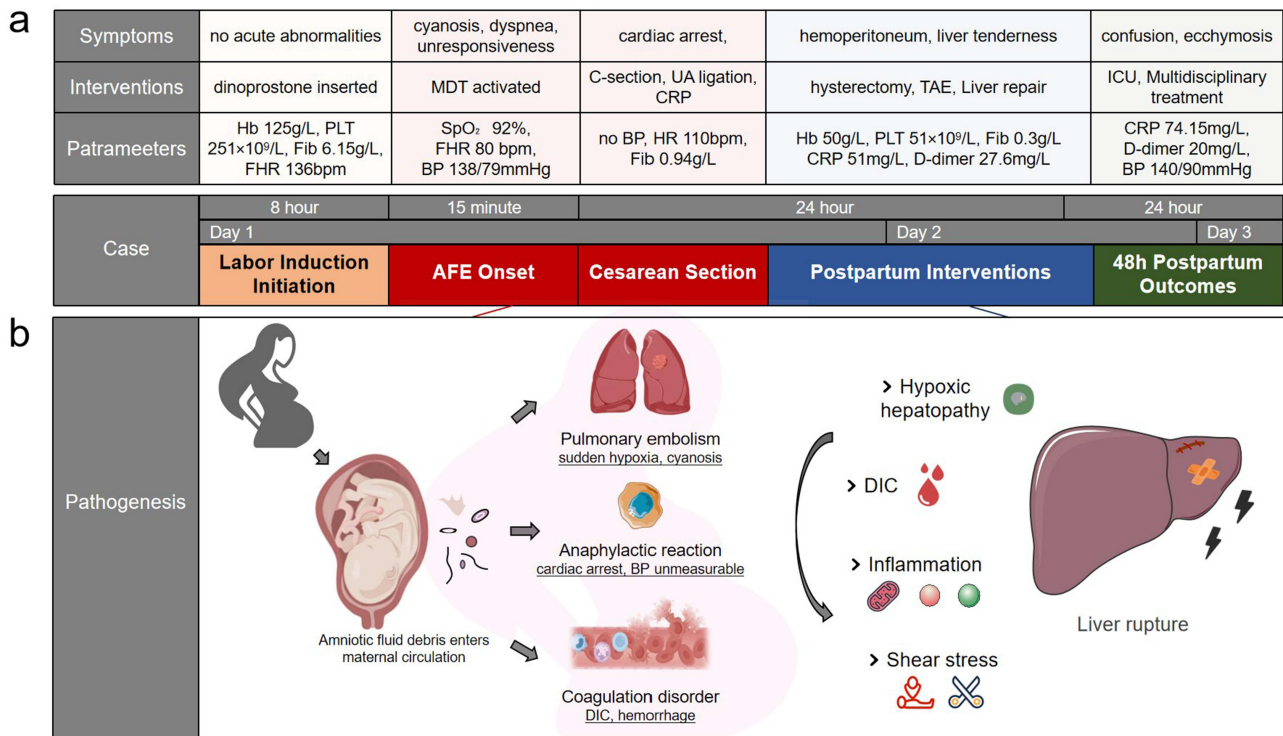 a
Symptoms
no acute abnormalities
cyanosis, dyspnea,
unresponsiveness
cardiac arrest,
hemoperitoneum, liver tenderness
confusion, ecchymosis
Interventions
dinoprostone inserted
MDT activated
C-section, UA ligation,
CRP
hysterectomy, TAE, Liver repair
ICU, Multidisciplinary
treatment
Patrameeters
Hb 125g/L, PLT
251×10⁹/L, Fib 6.15g/L,
FHR 136bpm
SpO₂ 92%,
FHR 80 bpm,
BP 138/79mmHg
no BP, HR 110bpm,
Fib 0.94g/L
Hb 50g/L, PLT 51×10⁹/L, Fib 0.3g/L
CRP 51mg/L, D-dimer 27.6mg/L
CRP 74.15mg/L,
D-dimer 20mg/L,
BP 140/90mmHg
Case
8 hour
15 minute
24 hour
24 hour
Day 1
Day 2
Day 3
Labor Induction
Initiation
AFE Onset
Cesarean Section
Postpartum Interventions
48h Postpartum
Outcomes
b
Pathogenesis
Amniotic fluid debris enters
maternal circulation
Pulmonary embolism
sudden hypoxia, cyanosis
Anaphylactic reaction
cardiac arrest, BP unmeasurable
Coagulation disorder
DIC, hemorrhage
> Hypoxic
hepatopathy
> DIC
> Inflammation
> Shear stress
Liver rupture